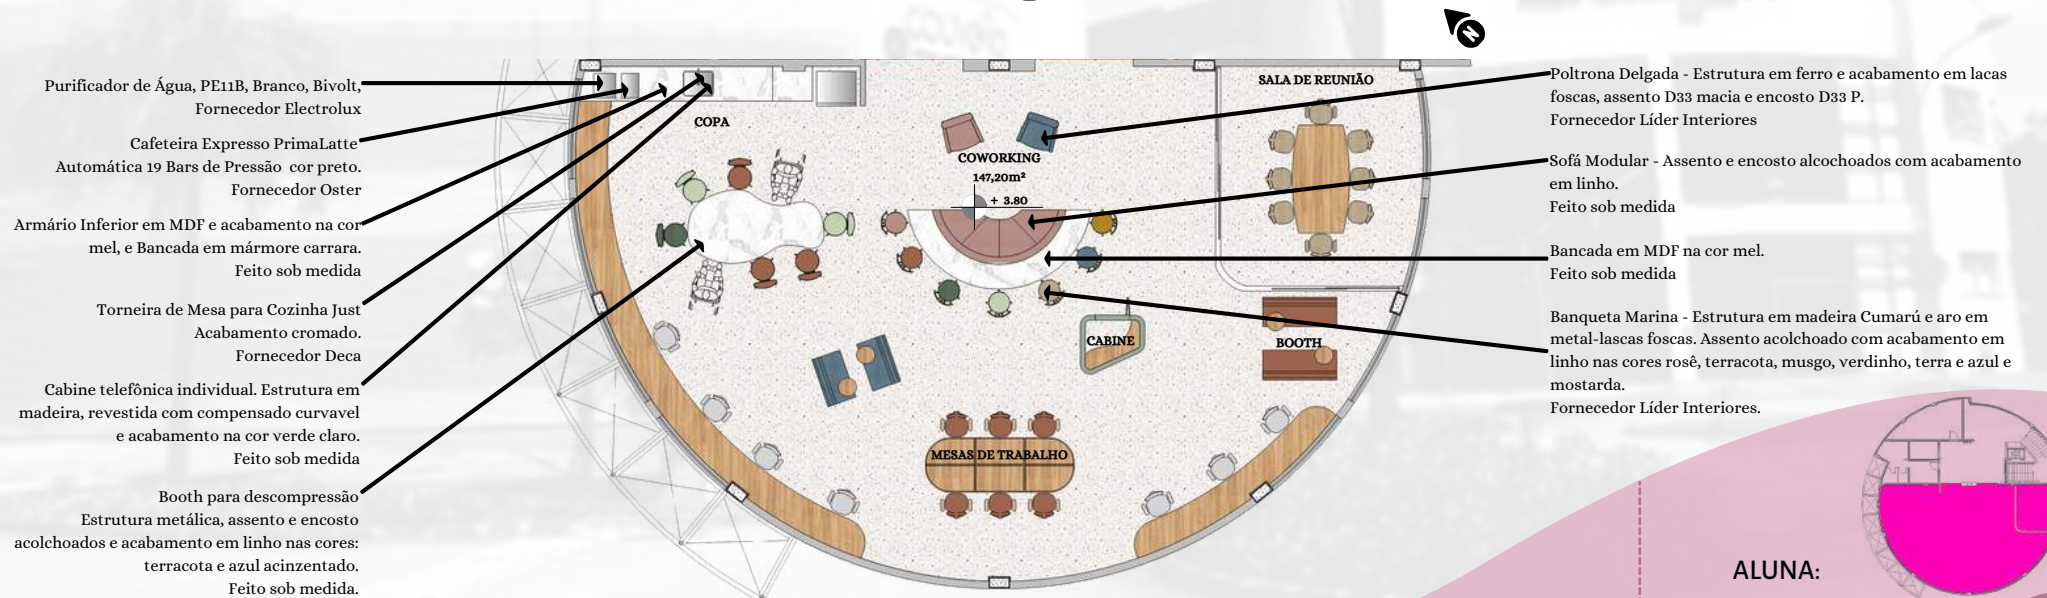 N
Purificador de Água, PE11B, Branco, Bivolt,
Fornecedor Electrolux
Cafeteira Expresso PrimaLatte
Automática 19 Bars de Pressão cor preto.
Fornecedor Oster
Armário Inferior em MDF e acabamento na cor
mel, e Bancada em mármore carrara.
Feito sob medida
Torneira de Mesa para Cozinha Just
Acabamento cromado.
Fornecedor Deca
Cabine telefônica individual. Estrutura em
madeira, revestida com compensado curvavel
e acabamento na cor verde claro.
Feito sob medida
Booth para descompressão
Estrutura metálica, assento e encosto
acolchoados e acabamento em linho nas cores:
terracota e azul acinzentado.
Feito sob medida.
COPA
COWORKING
147,20m²
+ 3.80
SALA DE REUNIÃO
CABINE
BOOTH
MESAS DE TRABALHO
Poltrona Delgada - Estrutura em ferro e acabamento em lacas
foscas, assento D33 macia e encosto D33 P.
Fornecedor Líder Interiores
Sofá Modular - Assento e encosto alcochoados com acabamento
em linho.
Feito sob medida
Bancada em MDF na cor mel.
Feito sob medida
Banqueta Marina - Estrutura em madeira Cumarú e aro em
metal-lascas foscas. Assento acolchoado com acabamento em
linho nas cores rosê, terracota, musgo, verdinho, terra e azul e
mostarda.
Fornecedor Líder Interiores.
ALUNA: